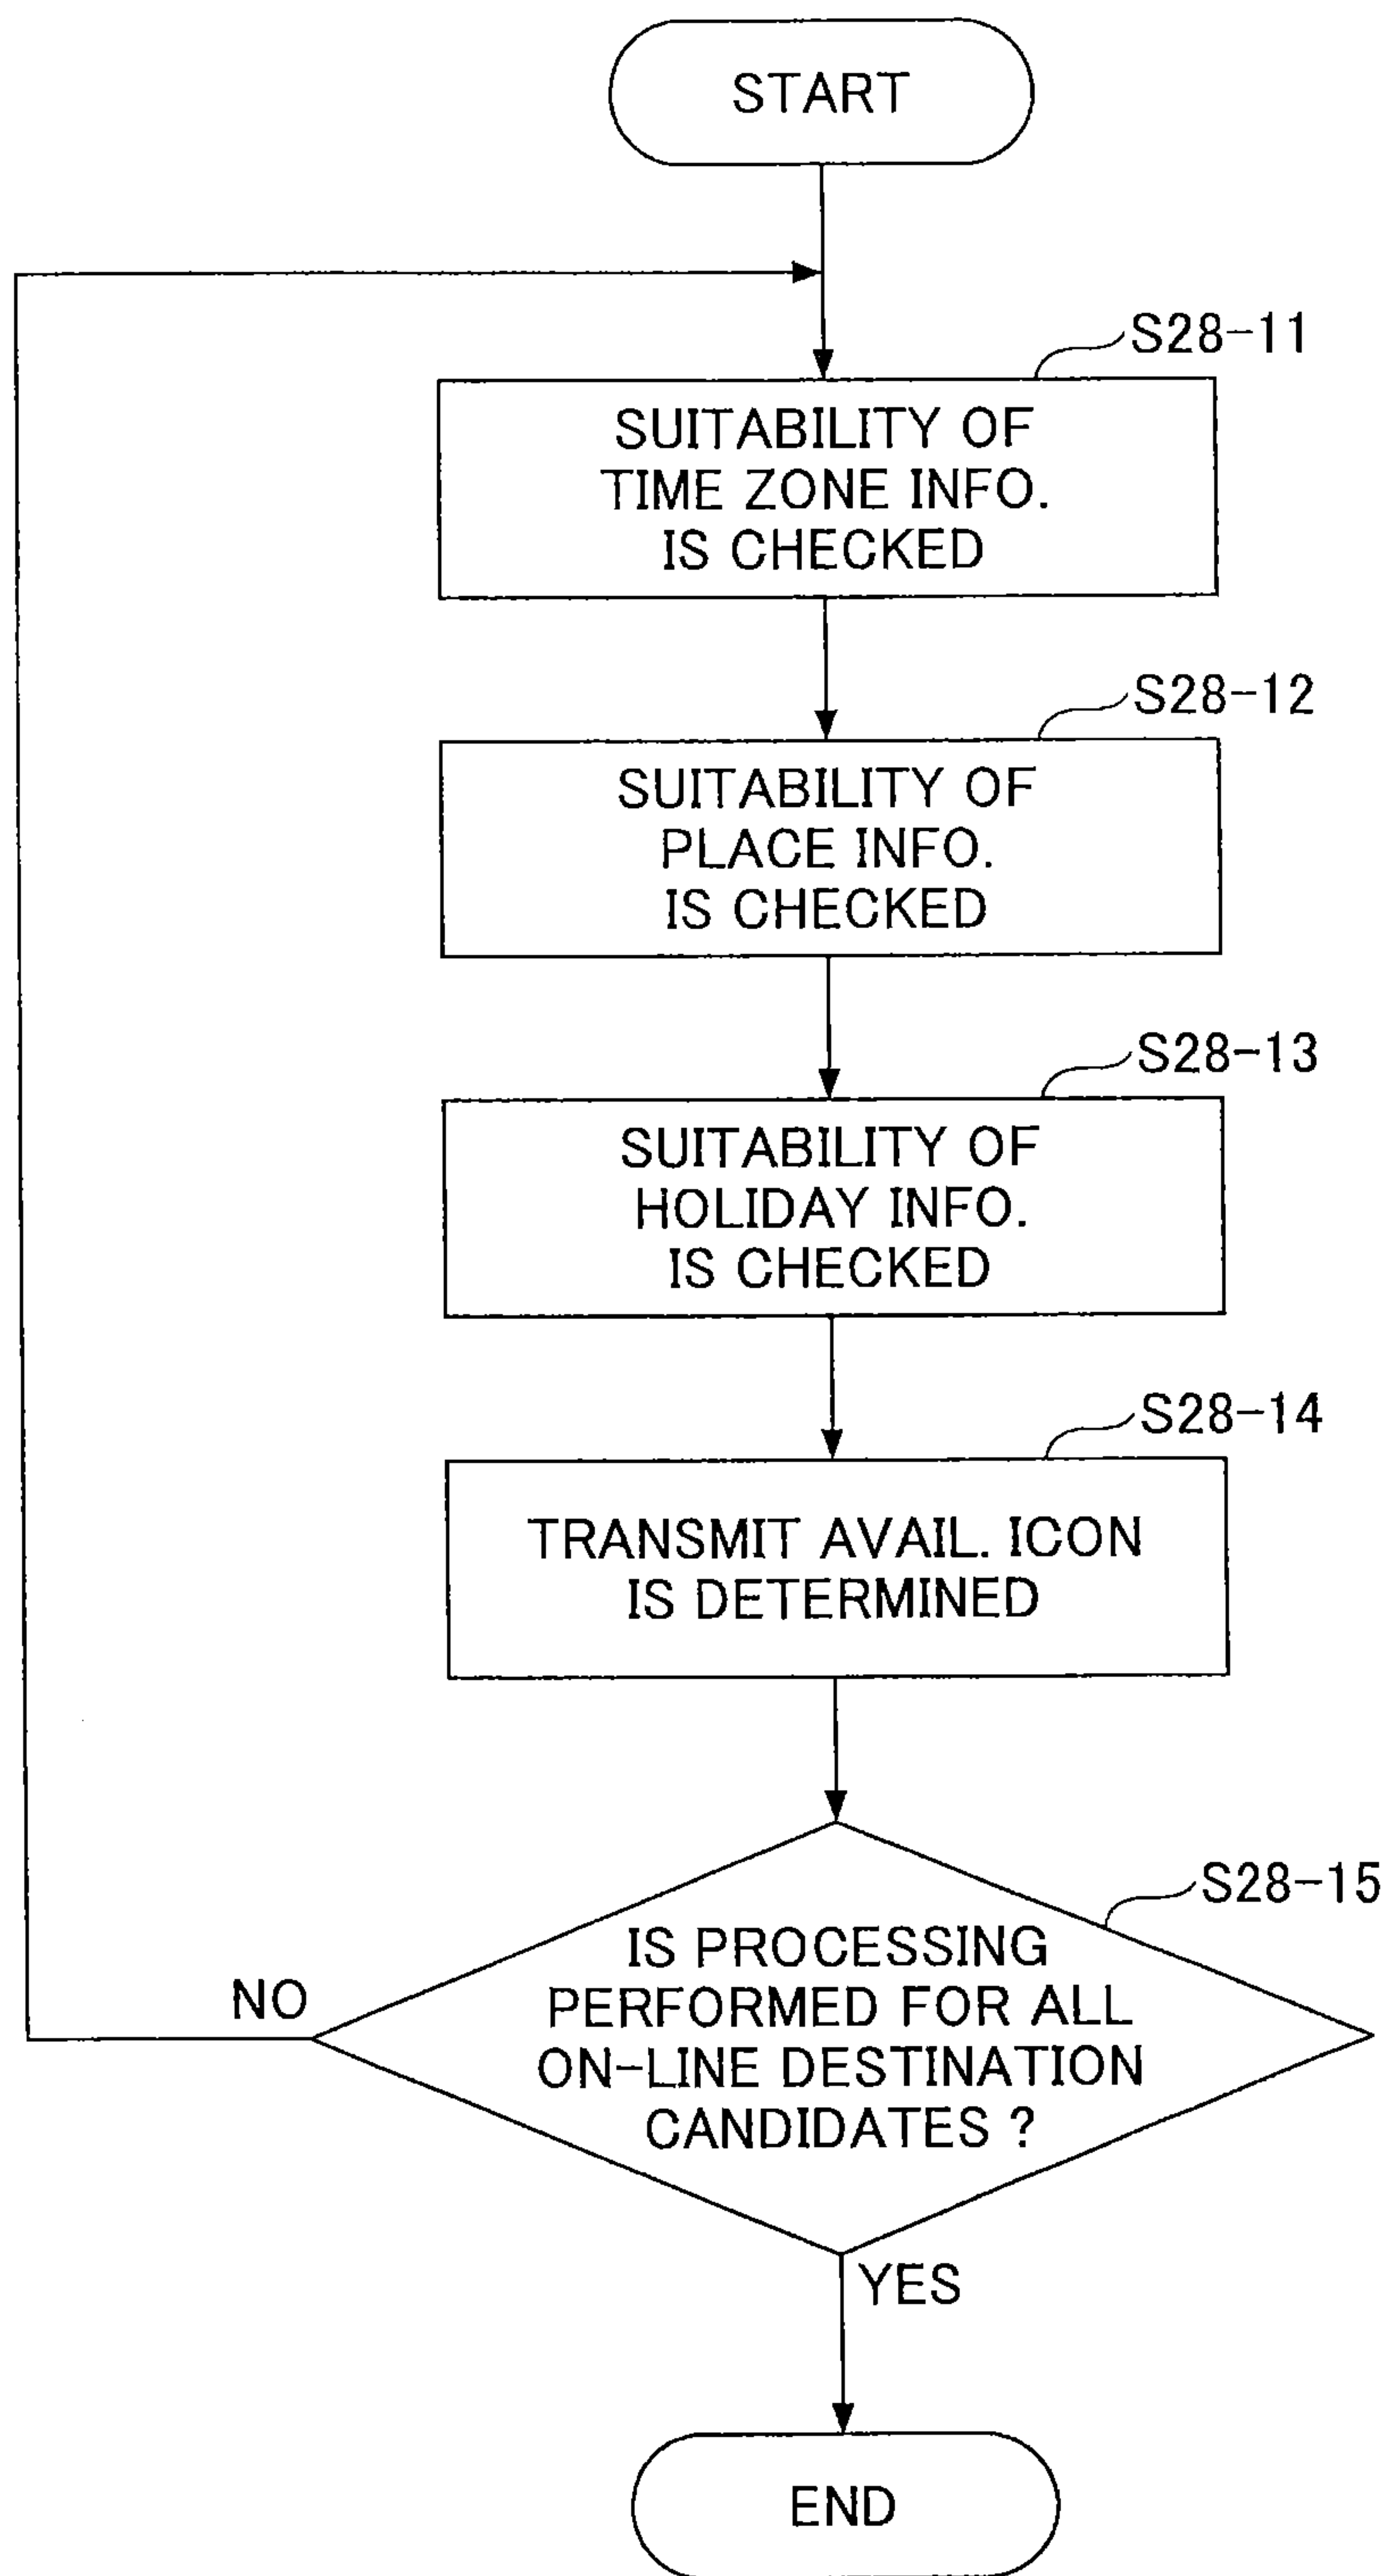 START
S28-11
SUITABILITY OF
TIME ZONE INFO.
IS CHECKED
S28-12
SUITABILITY OF
PLACE INFO.
IS CHECKED
S28-13
SUITABILITY OF
HOLIDAY INFO.
IS CHECKED
S28-14
TRANSMIT AVAIL. ICON
IS DETERMINED
S28-15
IS PROCESSING
PERFORMED FOR ALL
ON-LINE DESTINATION
CANDIDATES ?
NO
YES
END